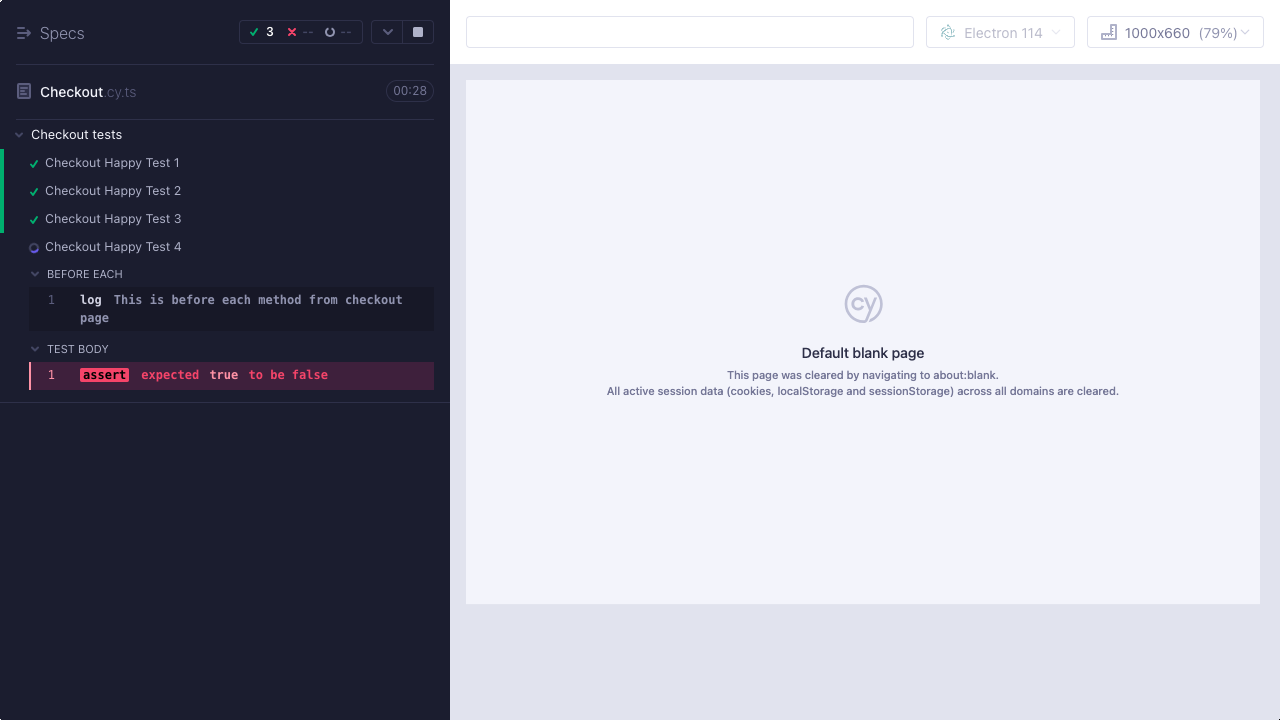 Specs
3
--
--
Checkout.cy.ts
00:28
Checkout tests
Checkout Happy Test 1
Checkout Happy Test 2
Checkout Happy Test 3
Checkout Happy Test 4
BEFORE EACH
1 log This is before each method from checkout
page
TEST BODY
1 assert expected true to be false
Electron 114
1000x660 (79%)
cy
Default blank page
This page was cleared by navigating to about:blank.
All active session data (cookies, localStorage and sessionStorage) across all domains are cleared.